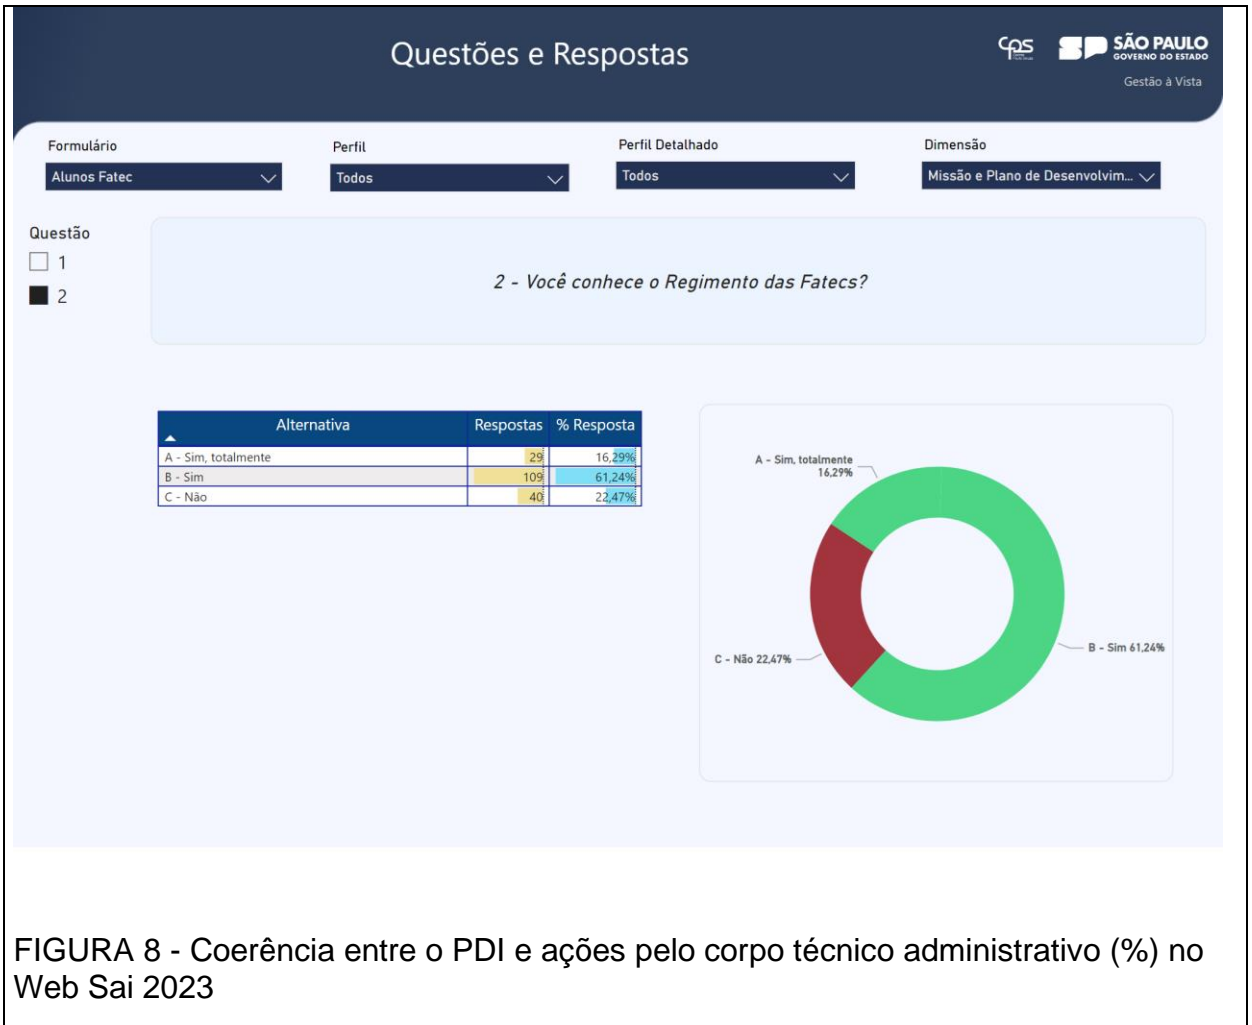 Questões e Respostas
cps
SP SÃO PAULO
GOVERNO DO ESTADO
Gestão à Vista
Formulário
Perfil
Perfil Detalhado
Dimensão
Alunos Fatec
Todos
Todos
Missão e Plano de Desenvolvim...
Questão
1
2
2 - Você conhece o Regimento das Fatecs?
Alternativa Respostas % Resposta
A - Sim, totalmente 29 16,29%
B - Sim 109 61,24%
C - Não 40 22,47%
A - Sim, totalmente
16,29%
C - Não 22,47%
B - Sim 61,24%
FIGURA 8 - Coerência entre o PDI e ações pelo corpo técnico administrativo (%) no
Web Sai 2023